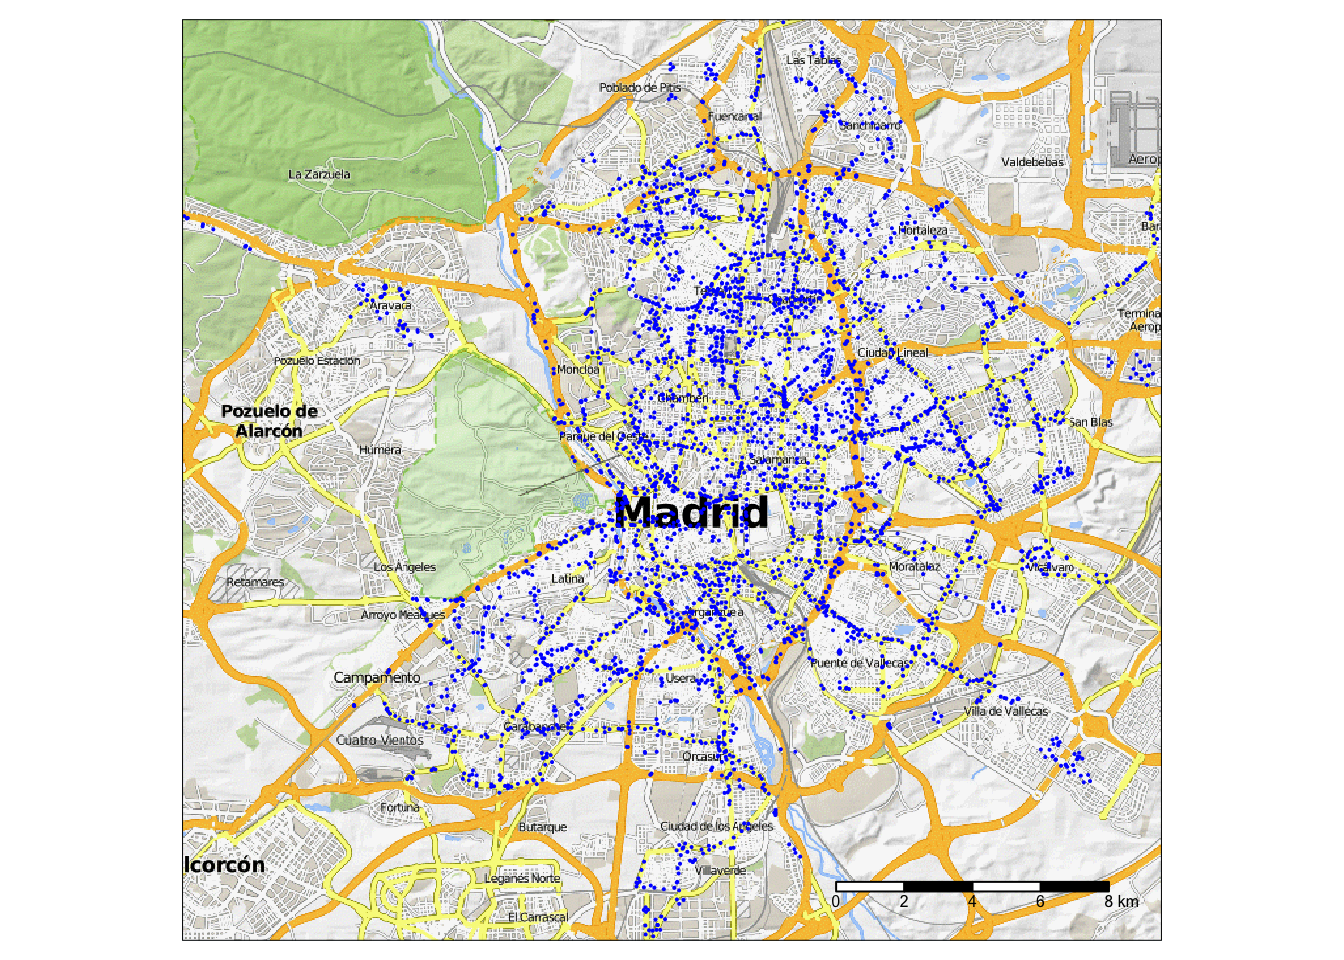 Las Tablas
Poblado de Pitis
Fuencarral
Sanchinarro
Valdebebas
Aerop
La Zarzuela
Hortaleza
Bar
Aravaca
Termina
Aerop
Pozuelo Estación
Ciudad Lineal
Moncloa
Chamberí
Pozuelo de
Alarcón
San Blas
Parque del Oeste
Húmera
Salamanca
Madrid
Los Ángeles
Moratalaz
Vicálvaro
Retamares
Latina
Arroyo Meaques
Arganzuela
Puente de Vallecas
Campamento
Usera
Villa de Vallecas
Carabanchel
Cuatro Vientos
Orcasur
Fortuna
Butarque
Ciudad de los Ángeles
lcorcón
Villaverde
Leganes Norte
El Carrascal
0 2 4 6 8 km